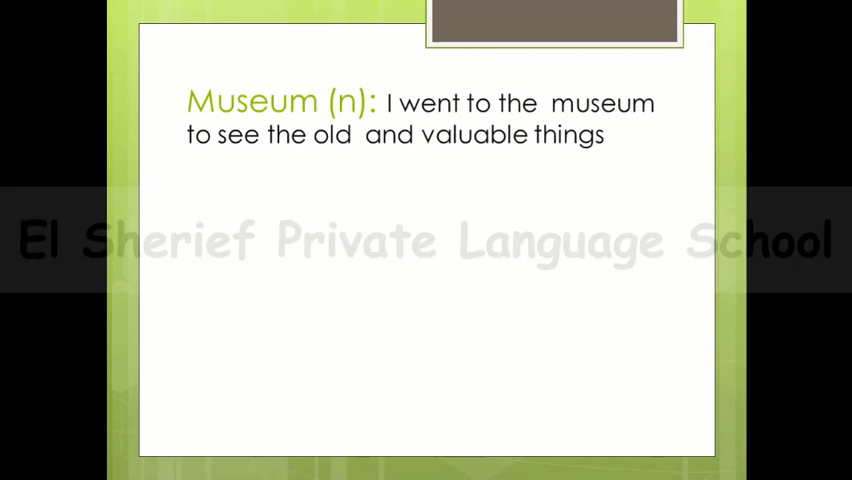 Museum (n): I went to the museum
to see the old and valuable things
El Sherief Private Language School